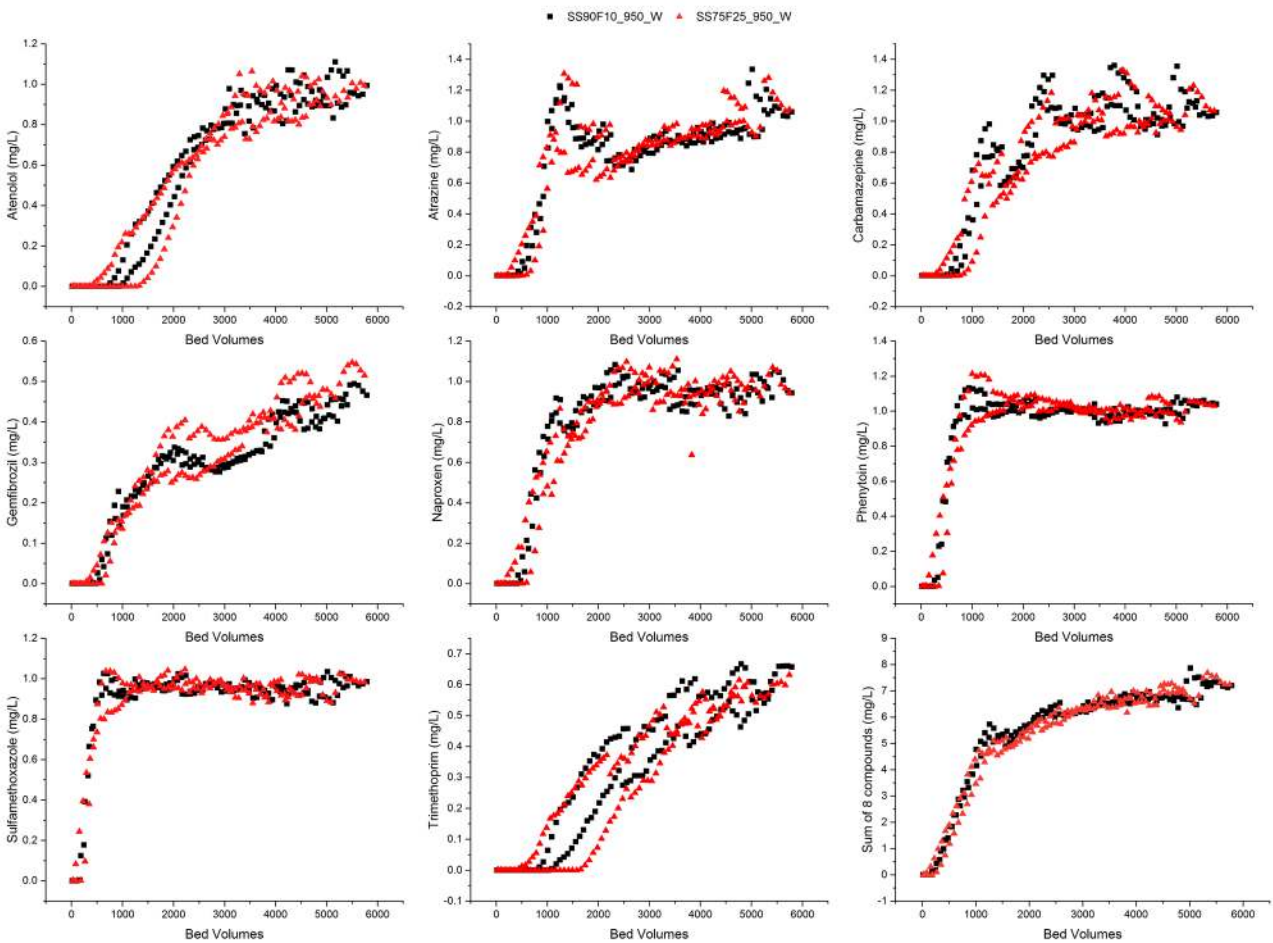 SS90F10_950_W SS75F25_950_W
Atenolol (mg/L)
1.2
1.0
0.8
0.6
0.4
0.2
0.0
0 1000 2000 3000 4000 5000 6000
Bed Volumes
Atrazine (mg/L)
1.4
1.2
1.0
0.8
0.6
0.4
0.2
0.0
-0.2
0 1000 2000 3000 4000 5000 6000
Bed Volumes
Carbamazepine (mg/L)
1.4
1.2
1.0
0.8
0.6
0.4
0.2
0.0
-0.2
0 1000 2000 3000 4000 5000 6000
Bed Volumes
Gemfibrozil (mg/L)
0.6
0.5
0.4
0.3
0.2
0.1
0.0
0 1000 2000 3000 4000 5000 6000
Bed Volumes
Naproxen (mg/L)
1.2
1.0
0.8
0.6
0.4
0.2
0.0
0 1000 2000 3000 4000 5000 6000
Bed Volumes
Phenytoin (mg/L)
1.4
1.2
1.0
0.8
0.6
0.4
0.2
0.0
0 1000 2000 3000 4000 5000 6000
Bed Volumes
Sulfamethoxazole (mg/L)
1.2
1.0
0.8
0.6
0.4
0.2
0.0
0 1000 2000 3000 4000 5000 6000
Bed Volumes
Trimethoprim (mg/L)
0.7
0.6
0.5
0.4
0.3
0.2
0.1
0.0
-0.1
0 1000 2000 3000 4000 5000 6000
Bed Volumes
Sum of 8 compounds (mg/L)
9
8
7
6
5
4
3
2
1
0
-1
0 1000 2000 3000 4000 5000 6000
Bed Volumes